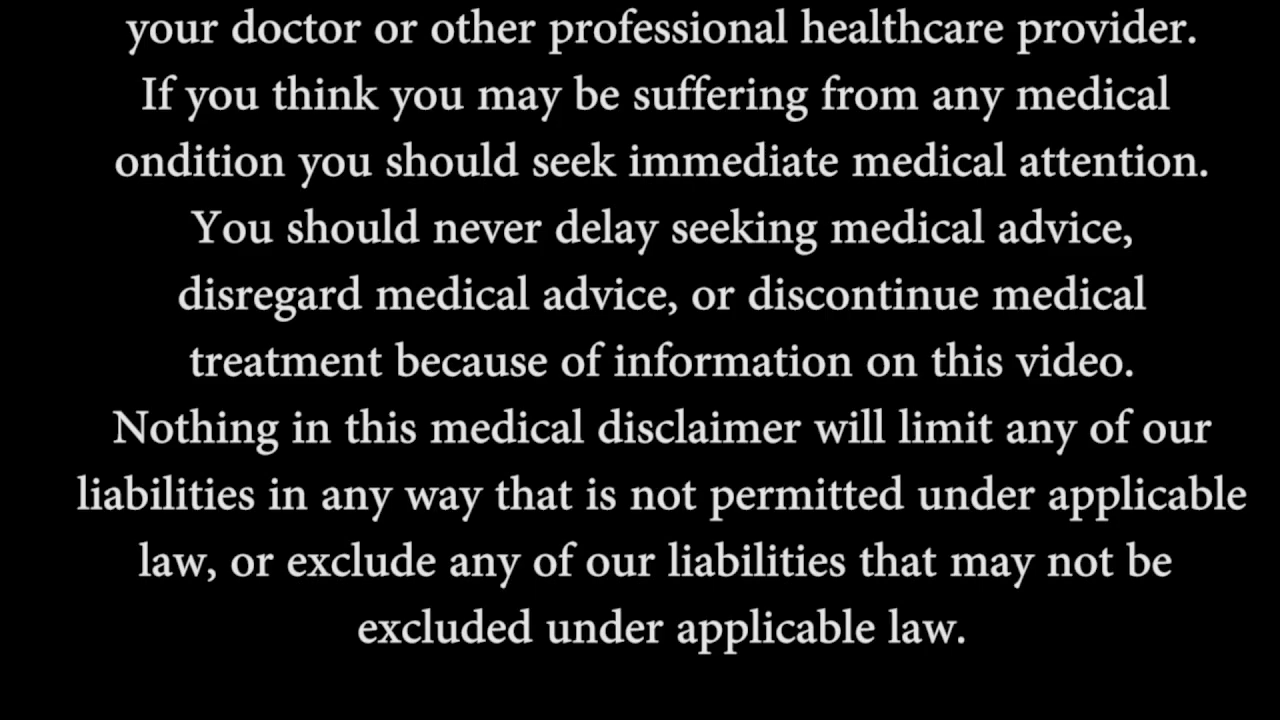 your doctor or other professional healthcare provider.
If you think you may be suffering from any medical
ondition you should seek immediate medical attention.
You should never delay seeking medical advice,
disregard medical advice, or discontinue medical
treatment because of information on this video.
Nothing in this medical disclaimer will limit any of our
liabilities in any way that is not permitted under applicable
law, or exclude any of our liabilities that may not be
excluded under applicable law.